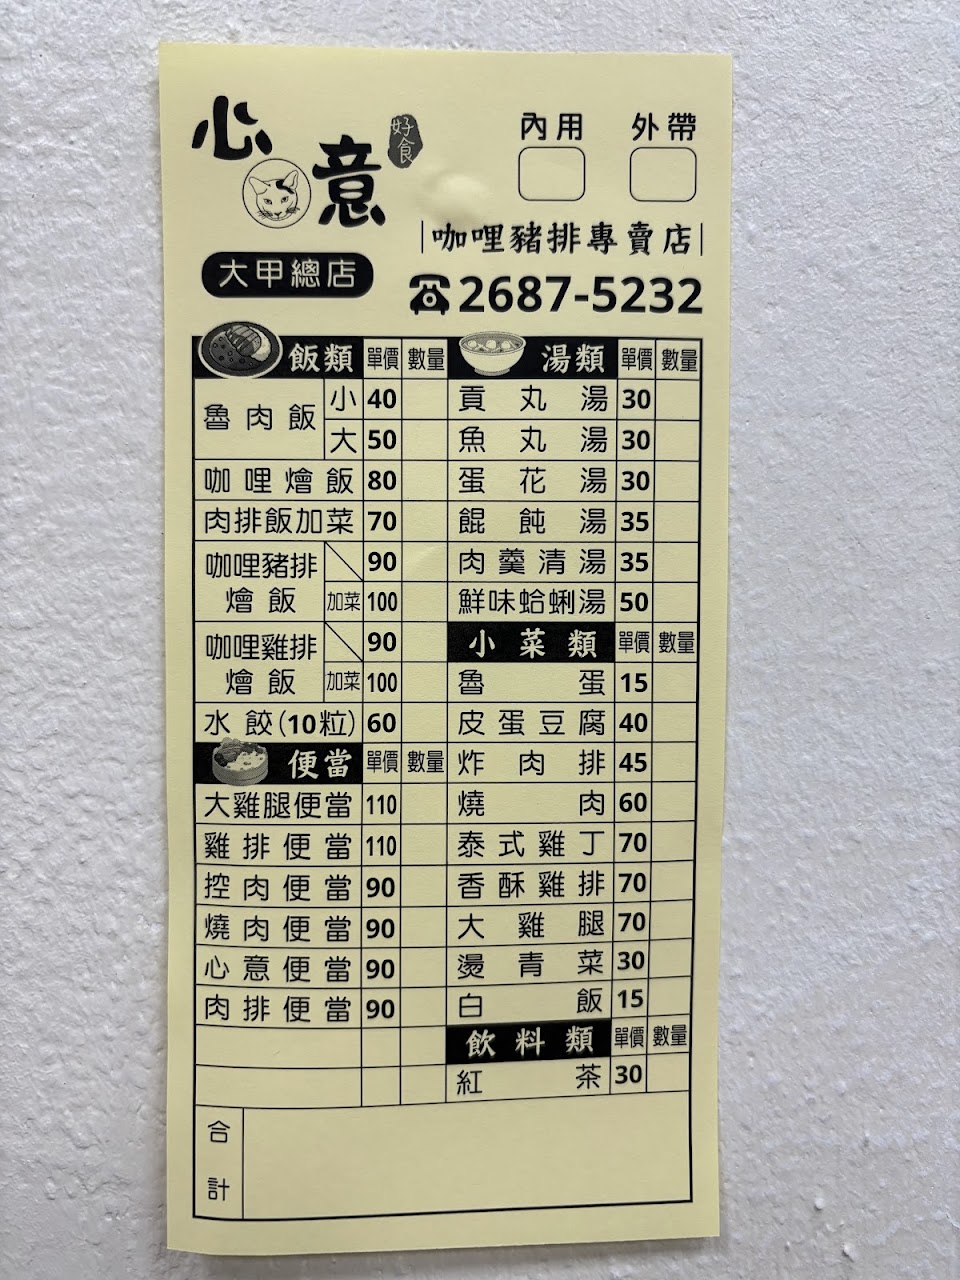 心意
好食
內用 外帶
咖哩豬排專賣店
大甲總店
☎2687-5232
飯類 單價 數量
魯肉飯 小 40
大 50
咖哩燴飯 80
肉排飯加菜 70
咖哩豬排燴飯 90
加菜 100
咖哩雞排燴飯 90
加菜 100
水餃(10粒) 60
便當 單價 數量
大雞腿便當 110
雞排便當 110
控肉便當 90
燒肉便當 90
心意便當 90
肉排便當 90
湯類 單價 數量
貢丸湯 30
魚丸湯 30
蛋花湯 30
餛飩湯 35
肉羹清湯 35
鮮味蛤蜊湯 50
小菜類 單價 數量
魯蛋 15
皮蛋豆腐 40
炸肉排 45
燒肉 60
泰式雞丁 70
香酥雞排 70
大雞腿 70
燙青菜 30
白飯 15
飲料類 單價 數量
紅茶 30
合計